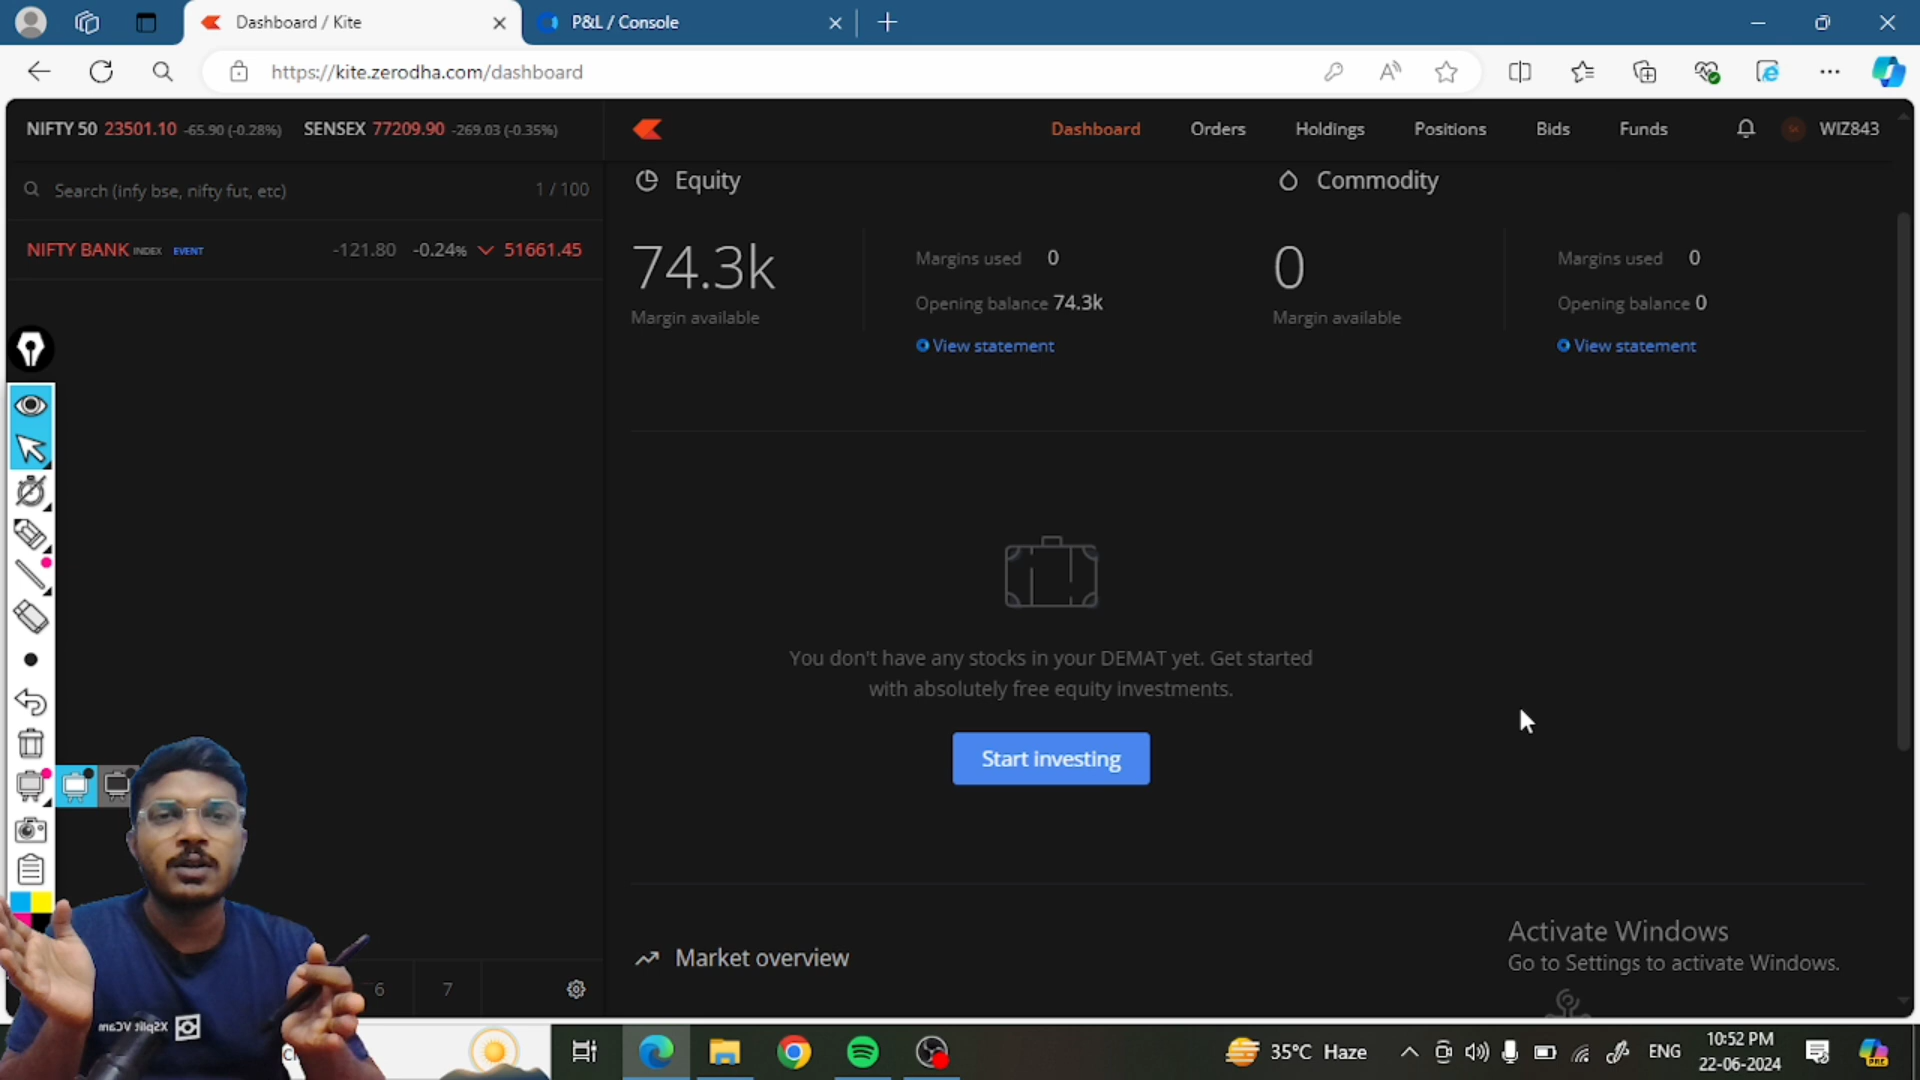 Dashboard / Kite
P&L / Console
https://kite.zerodha.com/dashboard
NIFTY 50 23501.10 -65.90 (-0.28%) SENSEX 77209.90 -269.03 (-0.35%)
Dashboard Orders Holdings Positions Bids Funds WIZ843
Search (infy bse, nifty fut, etc) 1 / 100
NIFTY BANK INDEX EVENT -121.80 -0.24% 51661.45
Equity
74.3k
Margin available
Margins used 0
Opening balance 74.3k
View statement
Commodity
0
Margin available
Margins used 0
Opening balance 0
View statement
You don't have any stocks in your DEMAT yet. Get started
with absolutely free equity investments.
Start investing
Market overview
6 7
Activate Windows
Go to Settings to activate Windows.
XSplit VCam
35°C Haze
ENG
10:52 PM
22-06-2024